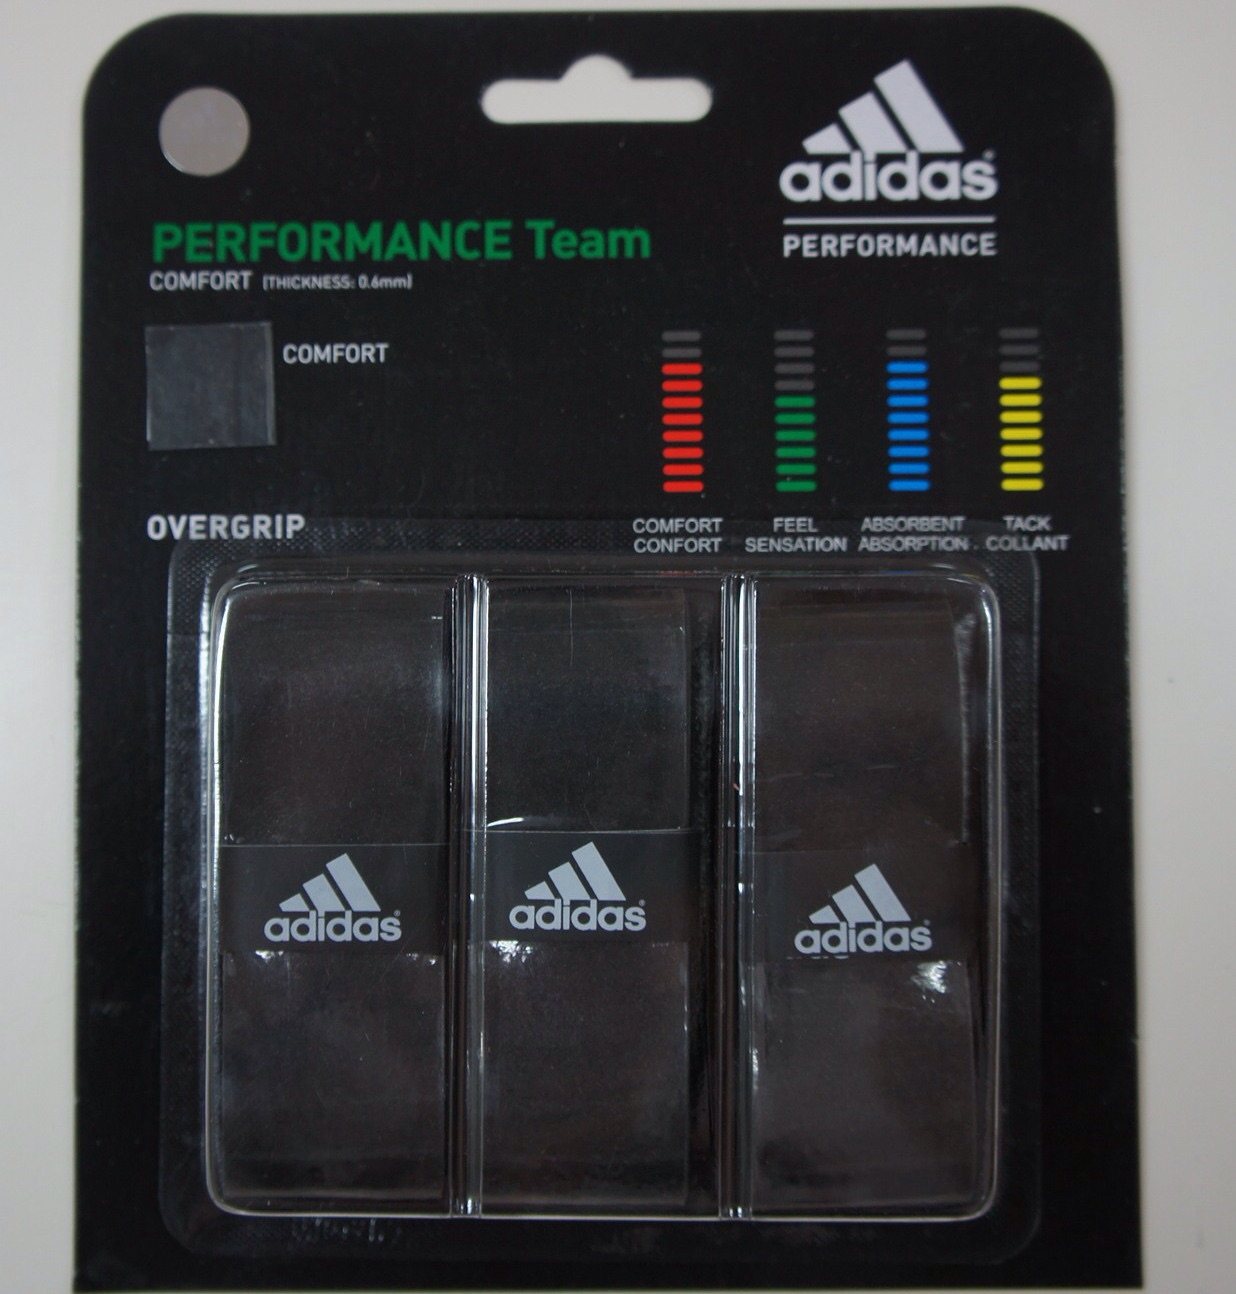 adidas
PERFORMANCE
PERFORMANCE Team
COMFORT (THICKNESS: 0.6mm)
COMFORT
OVERGRIP
COMFORT
CONFORT
FEEL
SENSATION
ABSORBENT
ABSORPTION
TACK
COLLANT
adidas
adidas
adidas